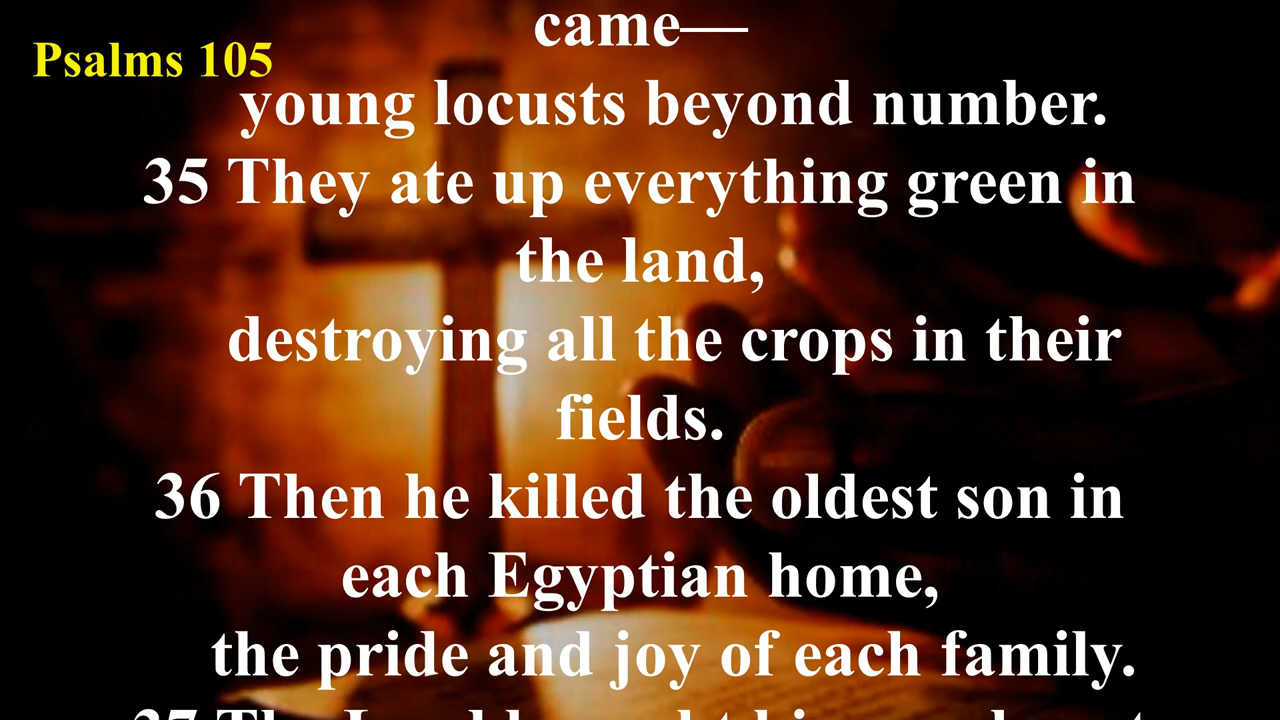 came—
Psalms 105
young locusts beyond number.
35 They ate up everything green in
the land,
destroying all the crops in their
fields.
36 Then he killed the oldest son in
each Egyptian home,
the pride and joy of each family.